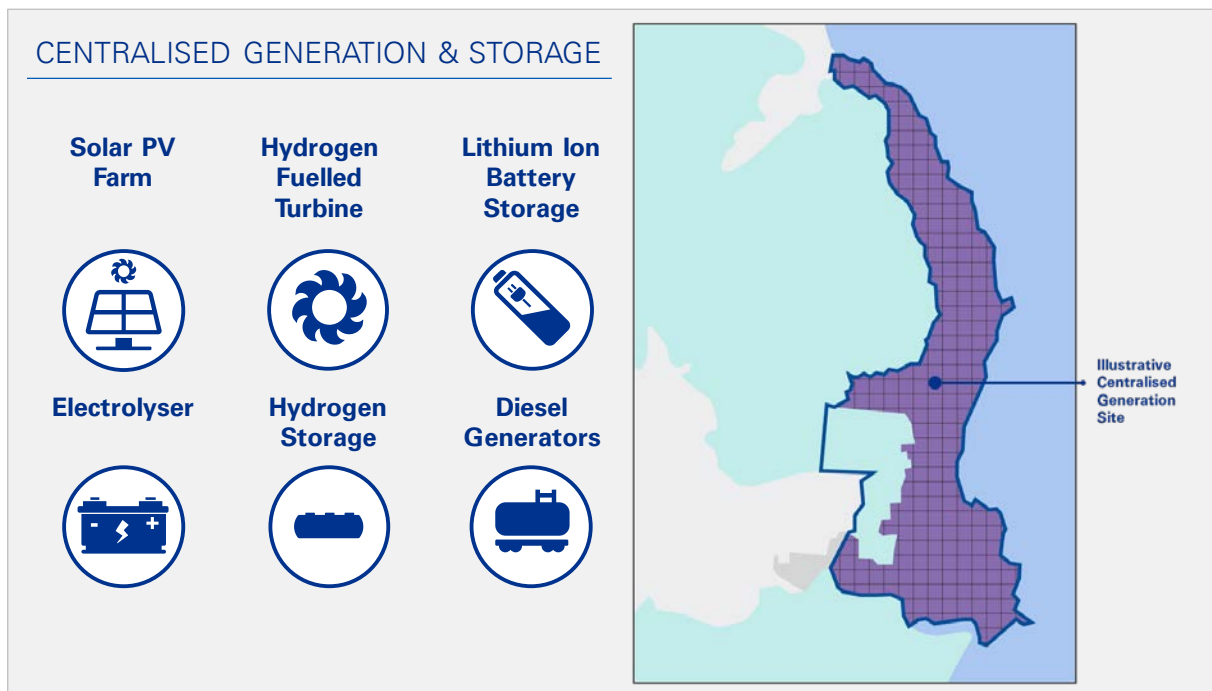 CENTRALISED GENERATION & STORAGE
Solar PV
Farm
Hydrogen
Fuelled
Turbine
Lithium Ion
Battery
Storage
Electrolyser
Hydrogen
Storage
Diesel
Generators
Illustrative
Centralised
Generation
Site